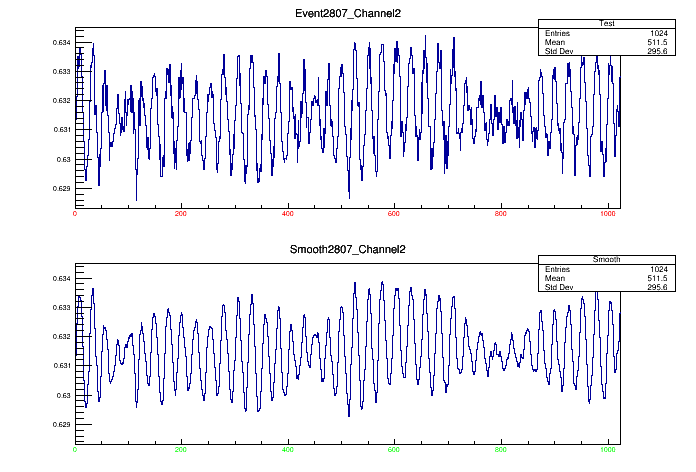 Event2807_Channel2
Test
Entries 1024
Mean 511.5
Std Dev 295.6
0.634
0.633
0.632
0.631
0.63
0.629
0 200 400 600 800 1000
Smooth2807_Channel2
Smooth
Entries 1024
Mean 511.5
Std Dev 295.6
0.634
0.633
0.632
0.631
0.63
0.629
0 200 400 600 800 1000